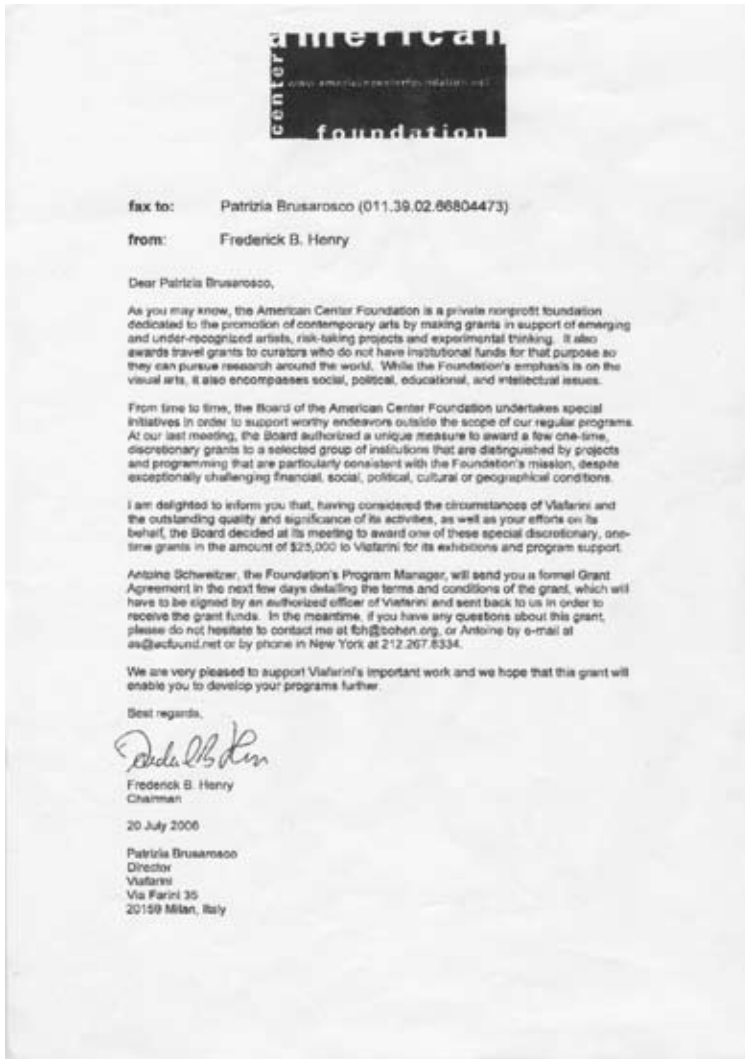 american
center
www.americancenterfoundation.net
foundation
fax to: Patrizia Brusarosco (011.39.02.66804473)
from: Frederick B. Henry
Dear Patrizia Brusarosco,
As you may know, the American Center Foundation is a private nonprofit foundation
dedicated to the promotion of contemporary arts by making grants in support of emerging
and under-recognized artists, risk-taking projects and experimental thinking. It also
awards travel grants to curators who do not have institutional funds for that purpose so
they can pursue research around the world. While the Foundation's emphasis is on the
visual arts, it also encompasses social, political, educational, and intellectual issues.
From time to time, the Board of the American Center Foundation undertakes special
initiatives in order to support worthy endeavors outside the scope of our regular programs.
At our last meeting, the Board authorized a unique measure to award a few one-time,
discretionary grants to a selected group of institutions that are distinguished by projects
and programming that are particularly consistent with the Foundation's mission, despite
exceptionally challenging financial, social, political, cultural or geographical conditions.
I am delighted to inform you that, having considered the circumstances of Viafarini and
the outstanding quality and significance of its activities, as well as your efforts on its
behalf, the Board decided at its meeting to award one of these special discretionary, one-
time grants in the amount of $25,000 to Viafarini for its exhibitions and program support.
Antoine Schweitzer, the Foundation's Program Manager, will send you a formal Grant
Agreement in the next few days detailing the terms and conditions of the grant, which will
have to be signed by an authorized officer of Viafarini and sent back to us in order to
receive the grant funds. In the meantime, if you have any questions about this grant,
please do not hesitate to contact me at fbh@bohen.org, or Antoine by e-mail at
as@acfound.net or by phone in New York at 212.267.8334.
We are very pleased to support Viafarini's important work and we hope that this grant will
enable you to develop your programs further.
Best regards,
Frederick B. Henry
Chairman
20 July 2006
Patrizia Brusarosco
Director
Viafarini
Via Farini 35
20159 Milan, Italy